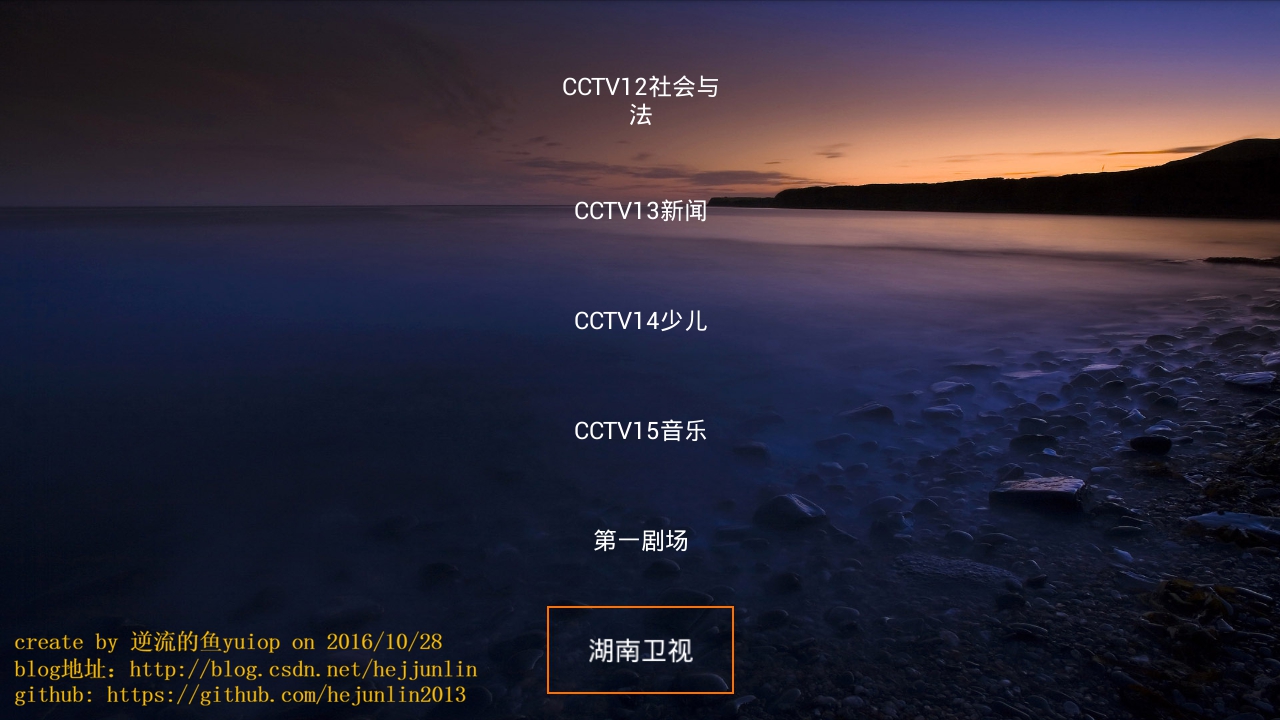 CCTV12社会与
法
CCTV13新闻
CCTV14少儿
CCTV15音乐
第一剧场
湖南卫视
create by 逆流的鱼yuiop on 2016/10/28
blog地址：http://blog.csdn.net/hejjunlin
github: https://github.com/hejunlin2013